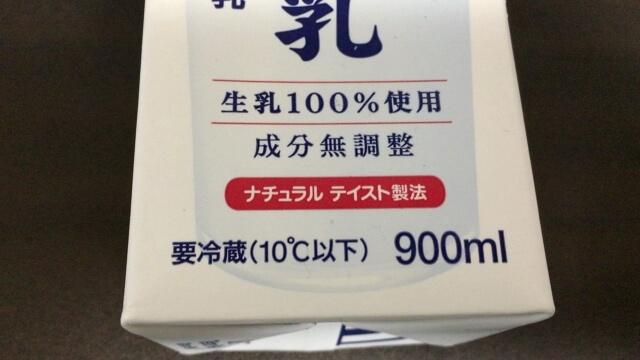 乳
乳
生乳100%使用
成分無調整
ナチュラル テイスト製法
要冷蔵(10℃以下) 900ml